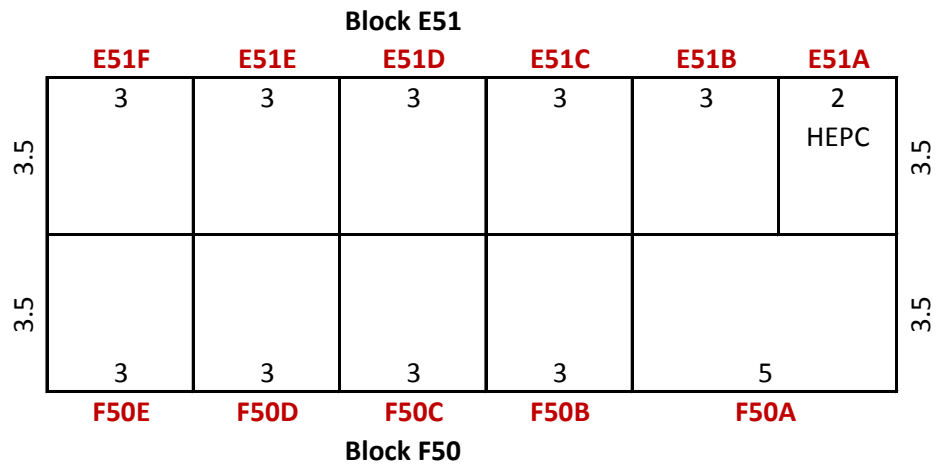 Block E51
E51F E51E E51D E51C E51B E51A
3 3 3 3 3 2
HEPC
3.5 3.5
3.5 3.5
3 3 3 3 5
F50E F50D F50C F50B F50A
Block F50